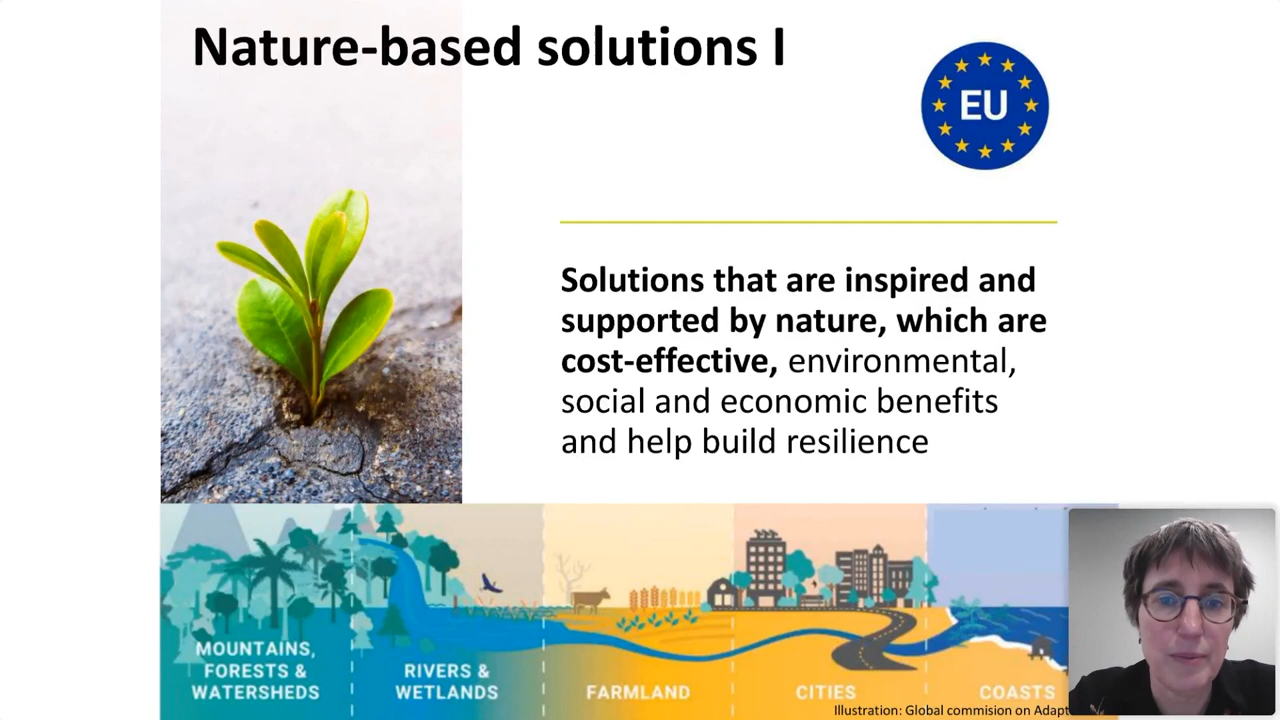 Nature-based solutions I
EU
Solutions that are inspired and
supported by nature, which are
cost-effective, environmental,
social and economic benefits
and help build resilience
MOUNTAINS,
FORESTS &
WATERSHEDS
RIVERS &
WETLANDS
FARMLAND
CITIES
COASTS
Illustration: Global commision on